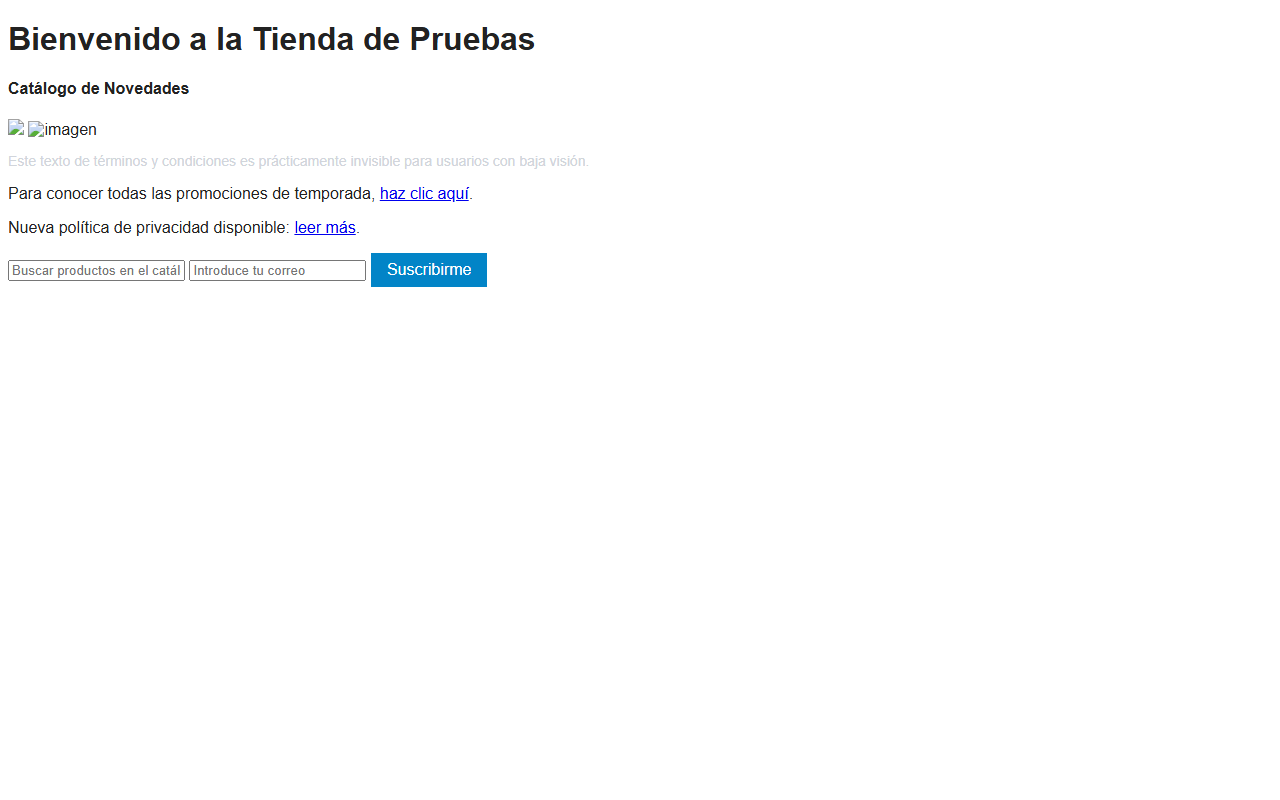 Bienvenido a la Tienda de Pruebas
Catálogo de Novedades
imagen
Este texto de términos y condiciones es prácticamente invisible para usuarios con baja visión.
Para conocer todas las promociones de temporada, haz clic aquí.
Nueva política de privacidad disponible: leer más.
Buscar productos en el catál Introduce tu correo Suscribirme